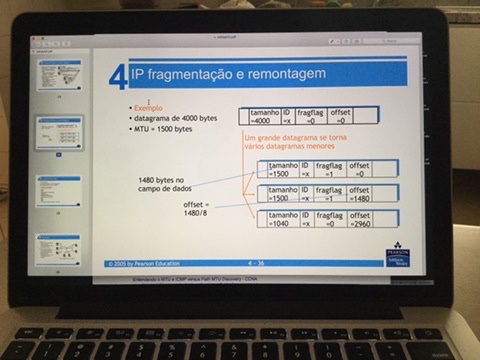 4 IP fragmentação e remontagem
• Exemplo
• datagrama de 4000 bytes
• MTU = 1500 bytes
tamanho ID fragflag offset
=4000 =x =0 =0
Um grande datagrama se torna
vários datagramas menores
1480 bytes no
campo de dados
offset =
1480/8
tamanho ID fragflag offset
=1500 =x =1 =0
tamanho ID fragflag offset
=1500 =x =1 =1480
tamanho ID fragflag offset
=1040 =x =0 =2960
© 2005 by Pearson Education
4 - 36
PEARSON
Addison
Wesley
Entendendo o MTU e ICMP versus Path MTU Discovery - CCNA